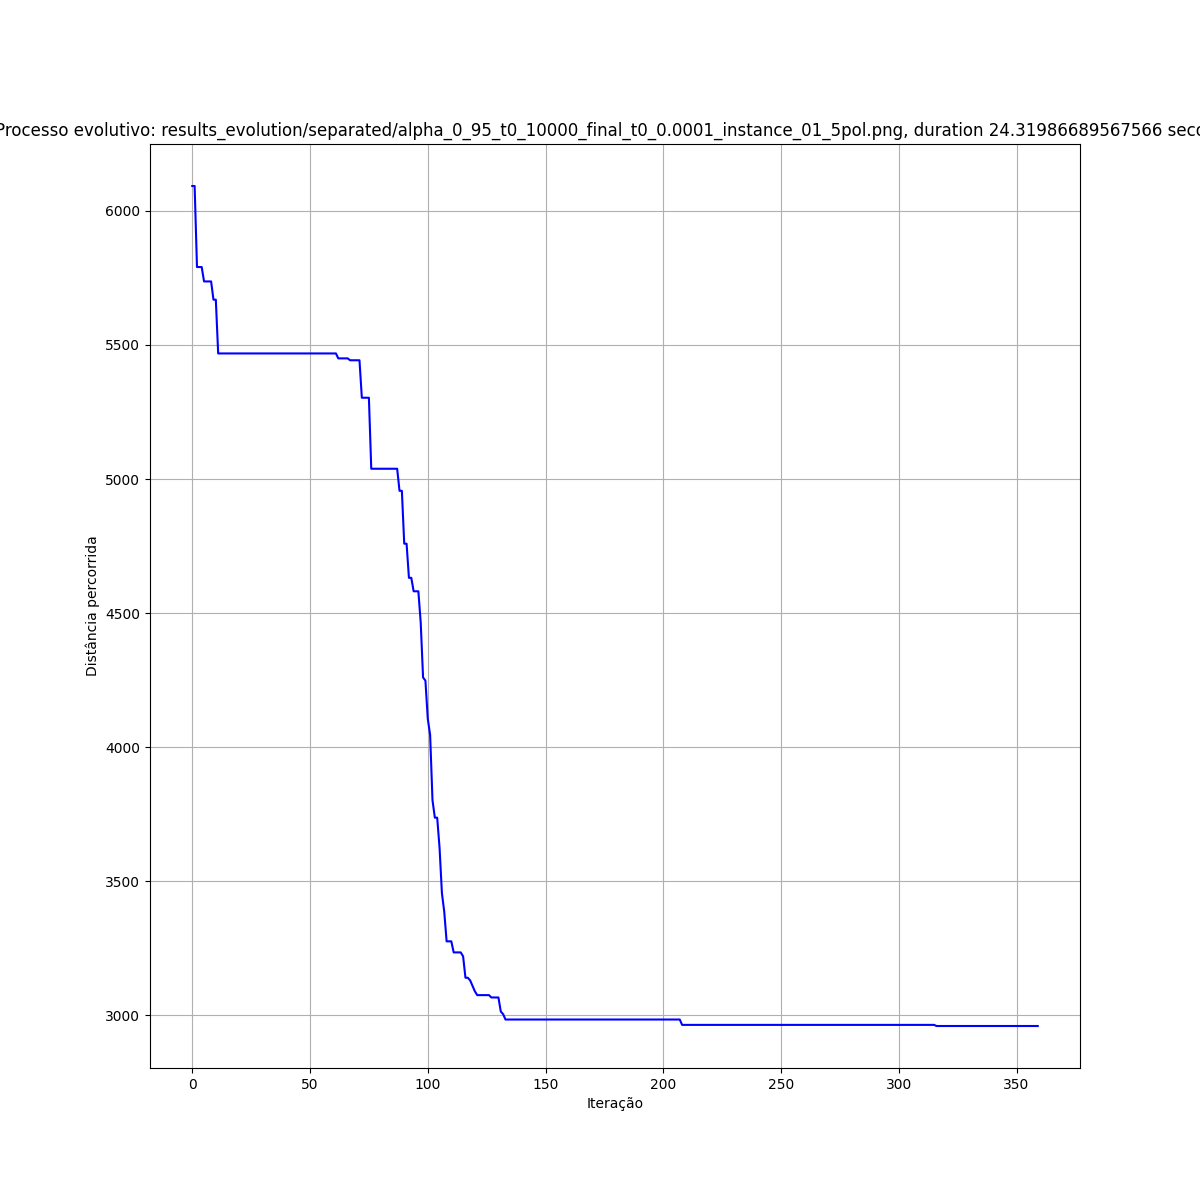 Processo evolutivo: results_evolution/separated/alpha_0_95_t0_10000_final_t0_0.0001_instance_01_5pol.png, duration 24.31986689567566 seco
6000
5500
5000
4500
4000
3500
3000
Distância percorrida
0 50 100 150 200 250 300 350
Iteração